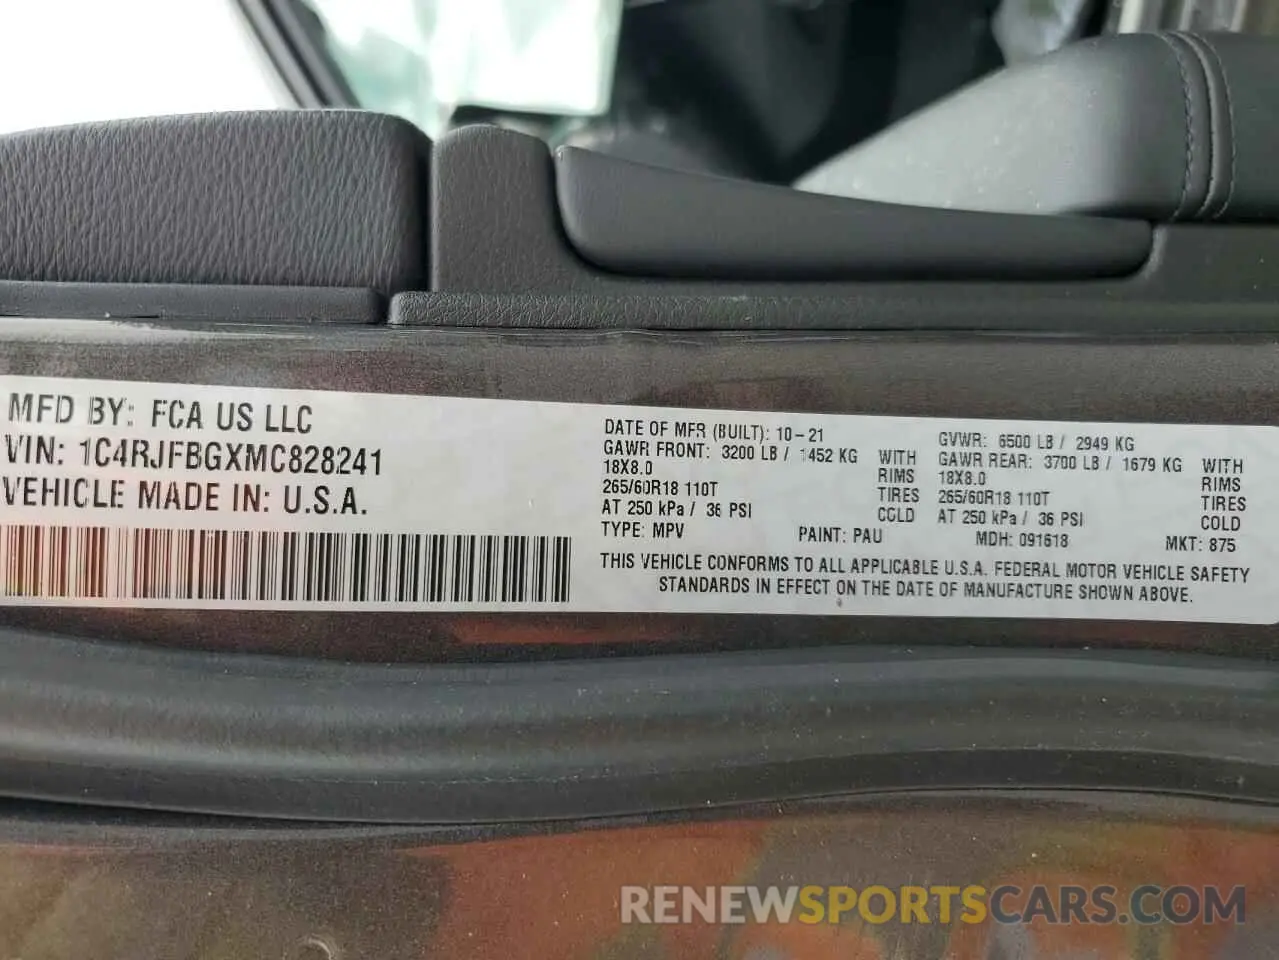 MFD BY: FCA US LLC
VIN: 1C4RJFBGXMC828241
VEHICLE MADE IN: U.S.A.
DATE OF MFR (BUILT): 10-21
GAWR FRONT: 3200 LB / 1452 KG WITH
18X8.0 RIMS
265/60R18 110T TIRES
AT 250 kPa / 36 PSI COLD
TYPE: MPV PAINT: PAU
GVWR: 6500 LB / 2949 KG
GAWR REAR: 3700 LB / 1679 KG WITH
18X8.0 RIMS
265/60R18 110T TIRES
AT 250 kPa / 36 PSI COLD
MDH: 091618 MKT: 875
THIS VEHICLE CONFORMS TO ALL APPLICABLE U.S.A. FEDERAL MOTOR VEHICLE SAFETY
STANDARDS IN EFFECT ON THE DATE OF MANUFACTURE SHOWN ABOVE.
RENEWSPORTSCARS.COM